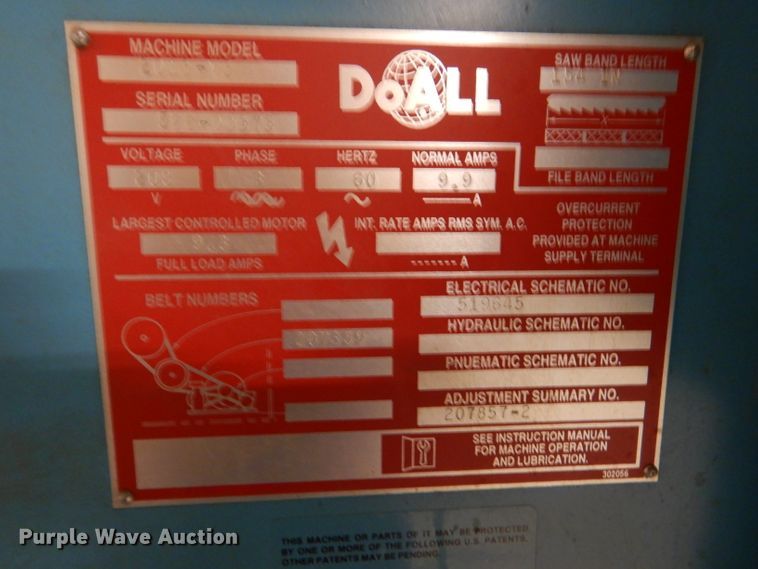 MACHINE MODEL
SERIAL NUMBER
DoALL
SAW BAND LENGTH
154 IN
X
FILE BAND LENGTH
VOLTAGE PHASE HERTZ NORMAL AMPS
208 3 60 9.9
V A
LARGEST CONTROLLED MOTOR
FULL LOAD AMPS
INT. RATE AMPS RMS SYM. A.C.
A
OVERCURRENT
PROTECTION
PROVIDED AT MACHINE
SUPPLY TERMINAL
BELT NUMBERS
ELECTRICAL SCHEMATIC NO.
519645
HYDRAULIC SCHEMATIC NO.
PNUEMATIC SCHEMATIC NO.
ADJUSTMENT SUMMARY NO.
207857-2
SEE INSTRUCTION MANUAL
FOR MACHINE OPERATION
AND LUBRICATION.
302056
Purple Wave Auction
THIS MACHINE OR PARTS OF IT MAY BE PROTECTED
BY ONE OR MORE OF THE FOLLOWING U.S. PATENTS,
OTHER PATENTS MAY BE PENDING.